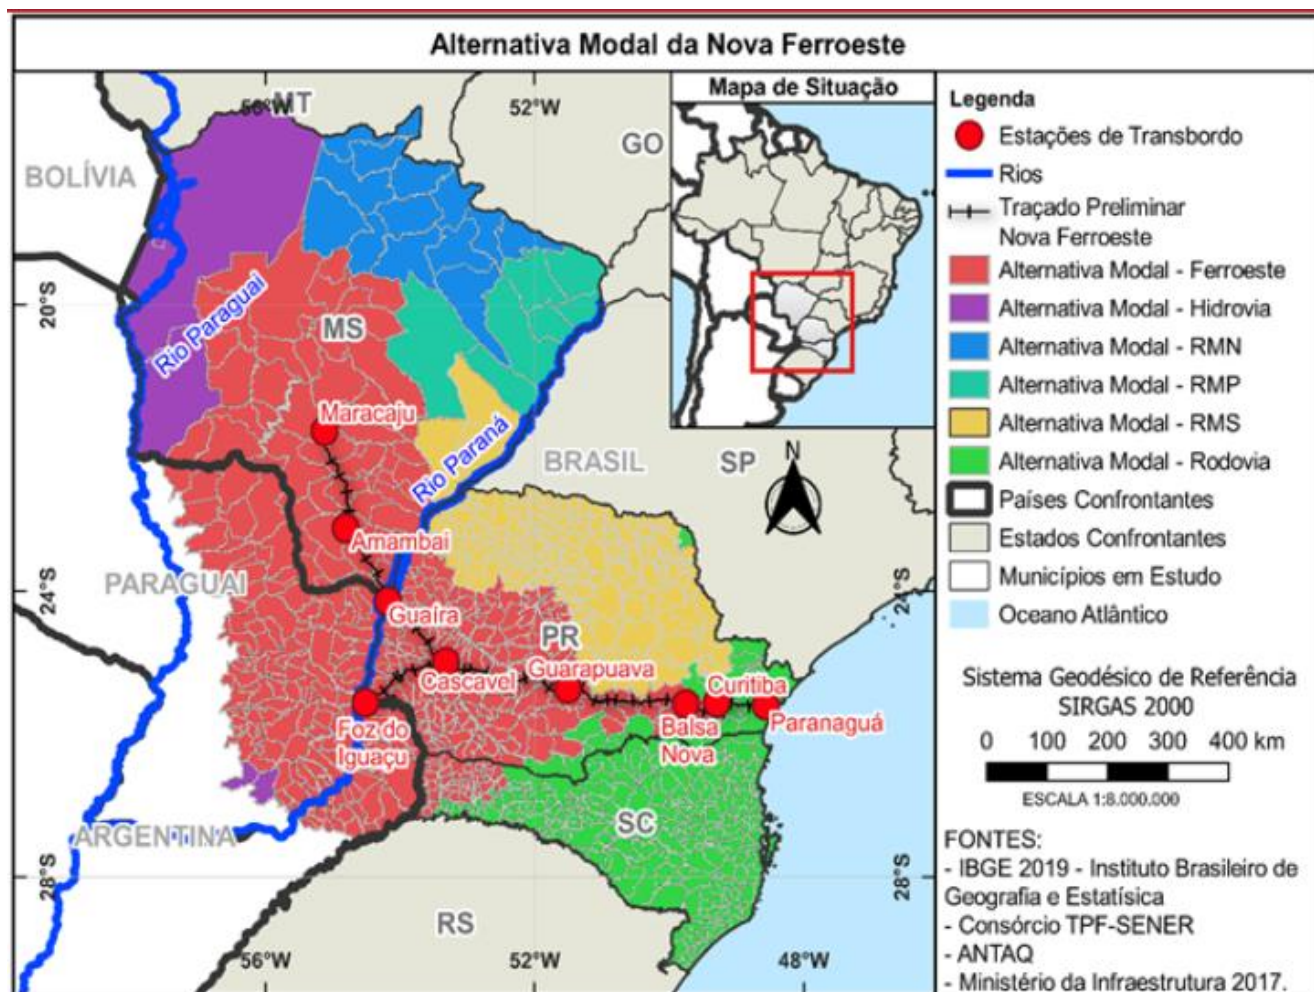 Alternativa Modal da Nova Ferroeste
56°W
MT
52°W
GO
BOLÍVIA
20°S
Rio Paraguai
MS
Maracaju
Rio Paraná
BRASIL
SP
N
Amambai
PARAGUAI
24°S
24°S
Guaíra
PR
Guarapuava
Cascavel
Curitiba
Foz do
Iguaçu
Balsa
Nova
Paranaguá
SC
ARGENTINA
28°S
28°S
RS
56°W
52°W
48°W
Mapa de Situação
Legenda
Estações de Transbordo
Rios
Traçado Preliminar
Nova Ferroeste
Alternativa Modal - Ferroeste
Alternativa Modal - Hidrovia
Alternativa Modal - RMN
Alternativa Modal - RMP
Alternativa Modal - RMS
Alternativa Modal - Rodovia
Países Confrontantes
Estados Confrontantes
Municípios em Estudo
Oceano Atlântico
Sistema Geodésico de Referência
SIRGAS 2000
0 100 200 300 400 km
ESCALA 1:8.000.000
FONTES:
- IBGE 2019 - Instituto Brasileiro de
Geografia e Estatísica
- Consórcio TPF-SENER
- ANTAQ
- Ministério da Infraestrutura 2017.